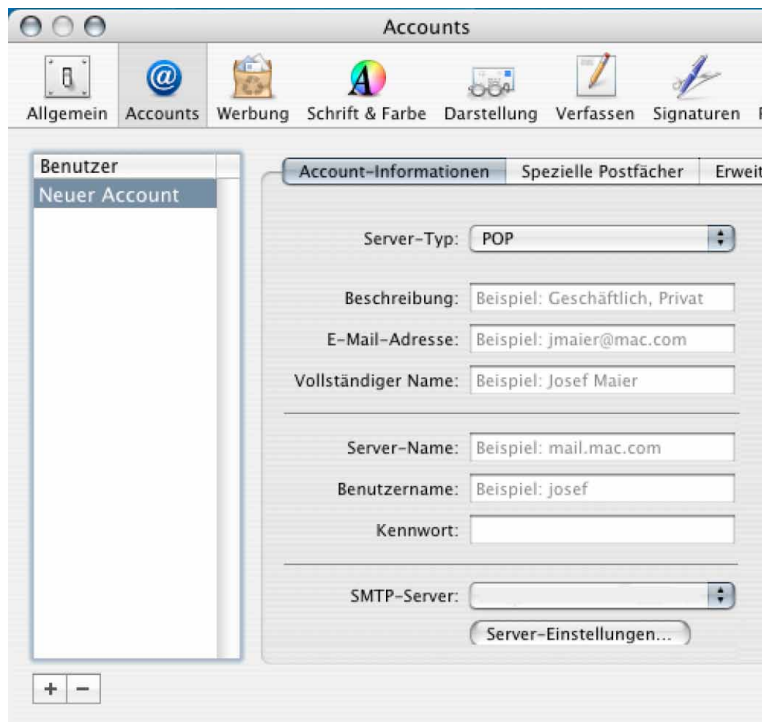 Accounts
Allgemein Accounts Werbung Schrift & Farbe Darstellung Verfassen Signaturen
Benutzer
Neuer Account
Account-Informationen Spezielle Postfächer Erweit
Server-Typ: POP
Beschreibung: Beispiel: Geschäftlich, Privat
E-Mail-Adresse: Beispiel: jmaier@mac.com
Vollständiger Name: Beispiel: Josef Maier
Server-Name: Beispiel: mail.mac.com
Benutzername: Beispiel: josef
Kennwort:
SMTP-Server:
Server-Einstellungen...
+ −